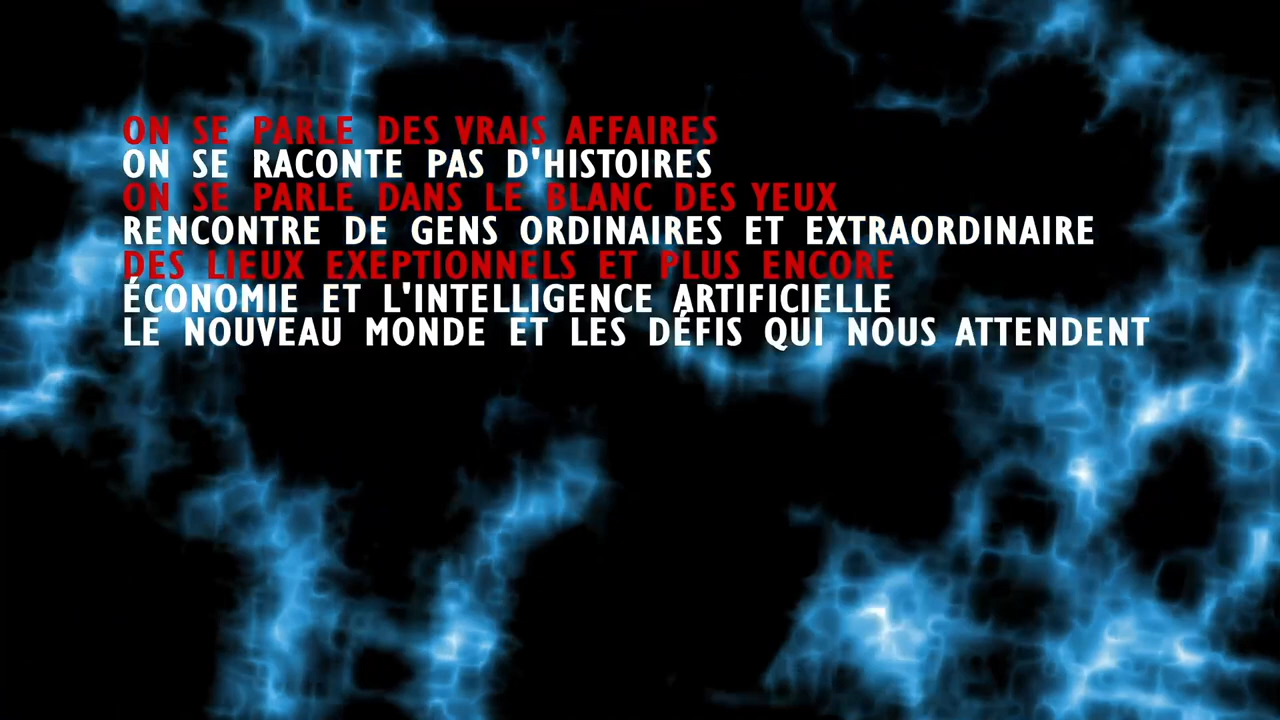 ON SE PARLE DES VRAIS AFFAIRES
ON SE RACONTE PAS D'HISTOIRES
ON SE PARLE DANS LE BLANC DES YEUX
RENCONTRE DE GENS ORDINAIRES ET EXTRAORDINAIRE
DES LIEUX EXEPTIONNELS ET PLUS ENCORE
ÉCONOMIE ET L'INTELLIGENCE ARTIFICIELLE
LE NOUVEAU MONDE ET LES DÉFIS QUI NOUS ATTENDENT